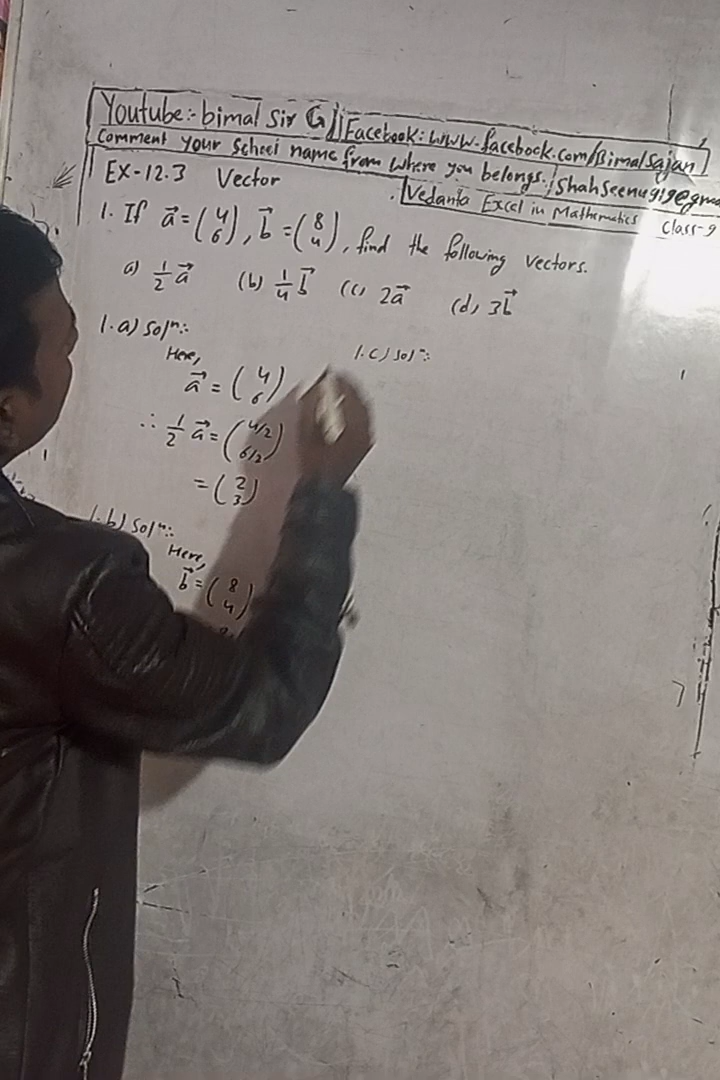 Youtube:- bimal Sir G || Facebook: www.facebook.com/Bimalsajan
Comment your School name from where you belongs. / Shahseenu919@gma
EX-12.3 Vector
Vedanta Excel in Mathematics Class-9
1. If a⃗ = (4 6), b⃗ = (8 4), find the following vectors.
a) 1/2 a⃗ (b) 1/4 b⃗ (c) 2a⃗ (d) 3b⃗
1.a) Solⁿ:
Here,
a⃗ = (4 6)
∴ 1/2 a⃗ = (4/2 6/2)
= (2 3)
1.b) Solⁿ:
Here,
b⃗ = (8 4)
1.c) Solⁿ: